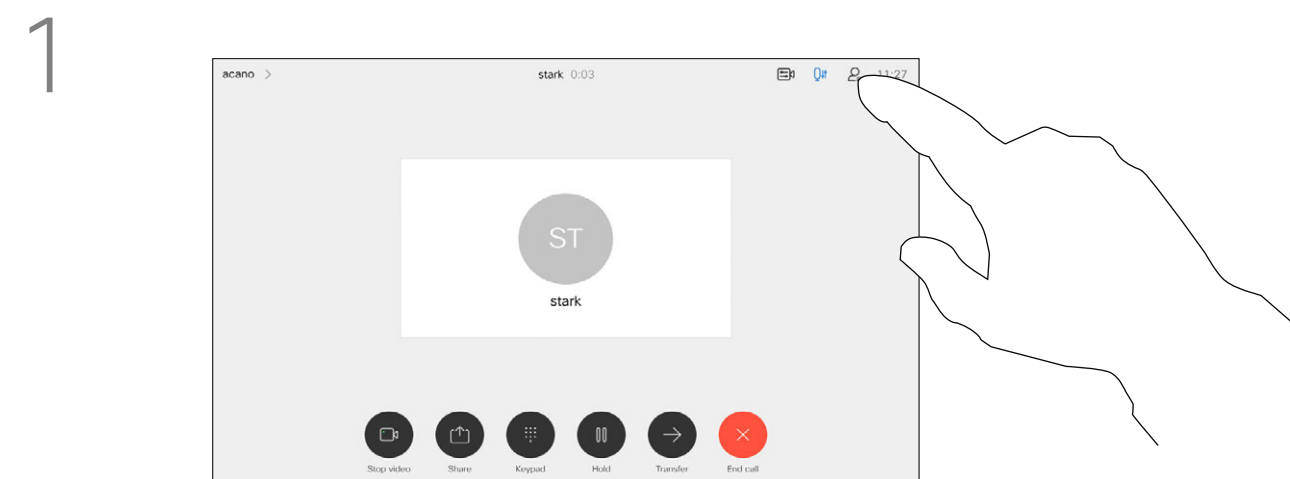 1
acano >
stark 0:03
11:27
ST
stark
Stop video Share Keypad Hold Transfer End call